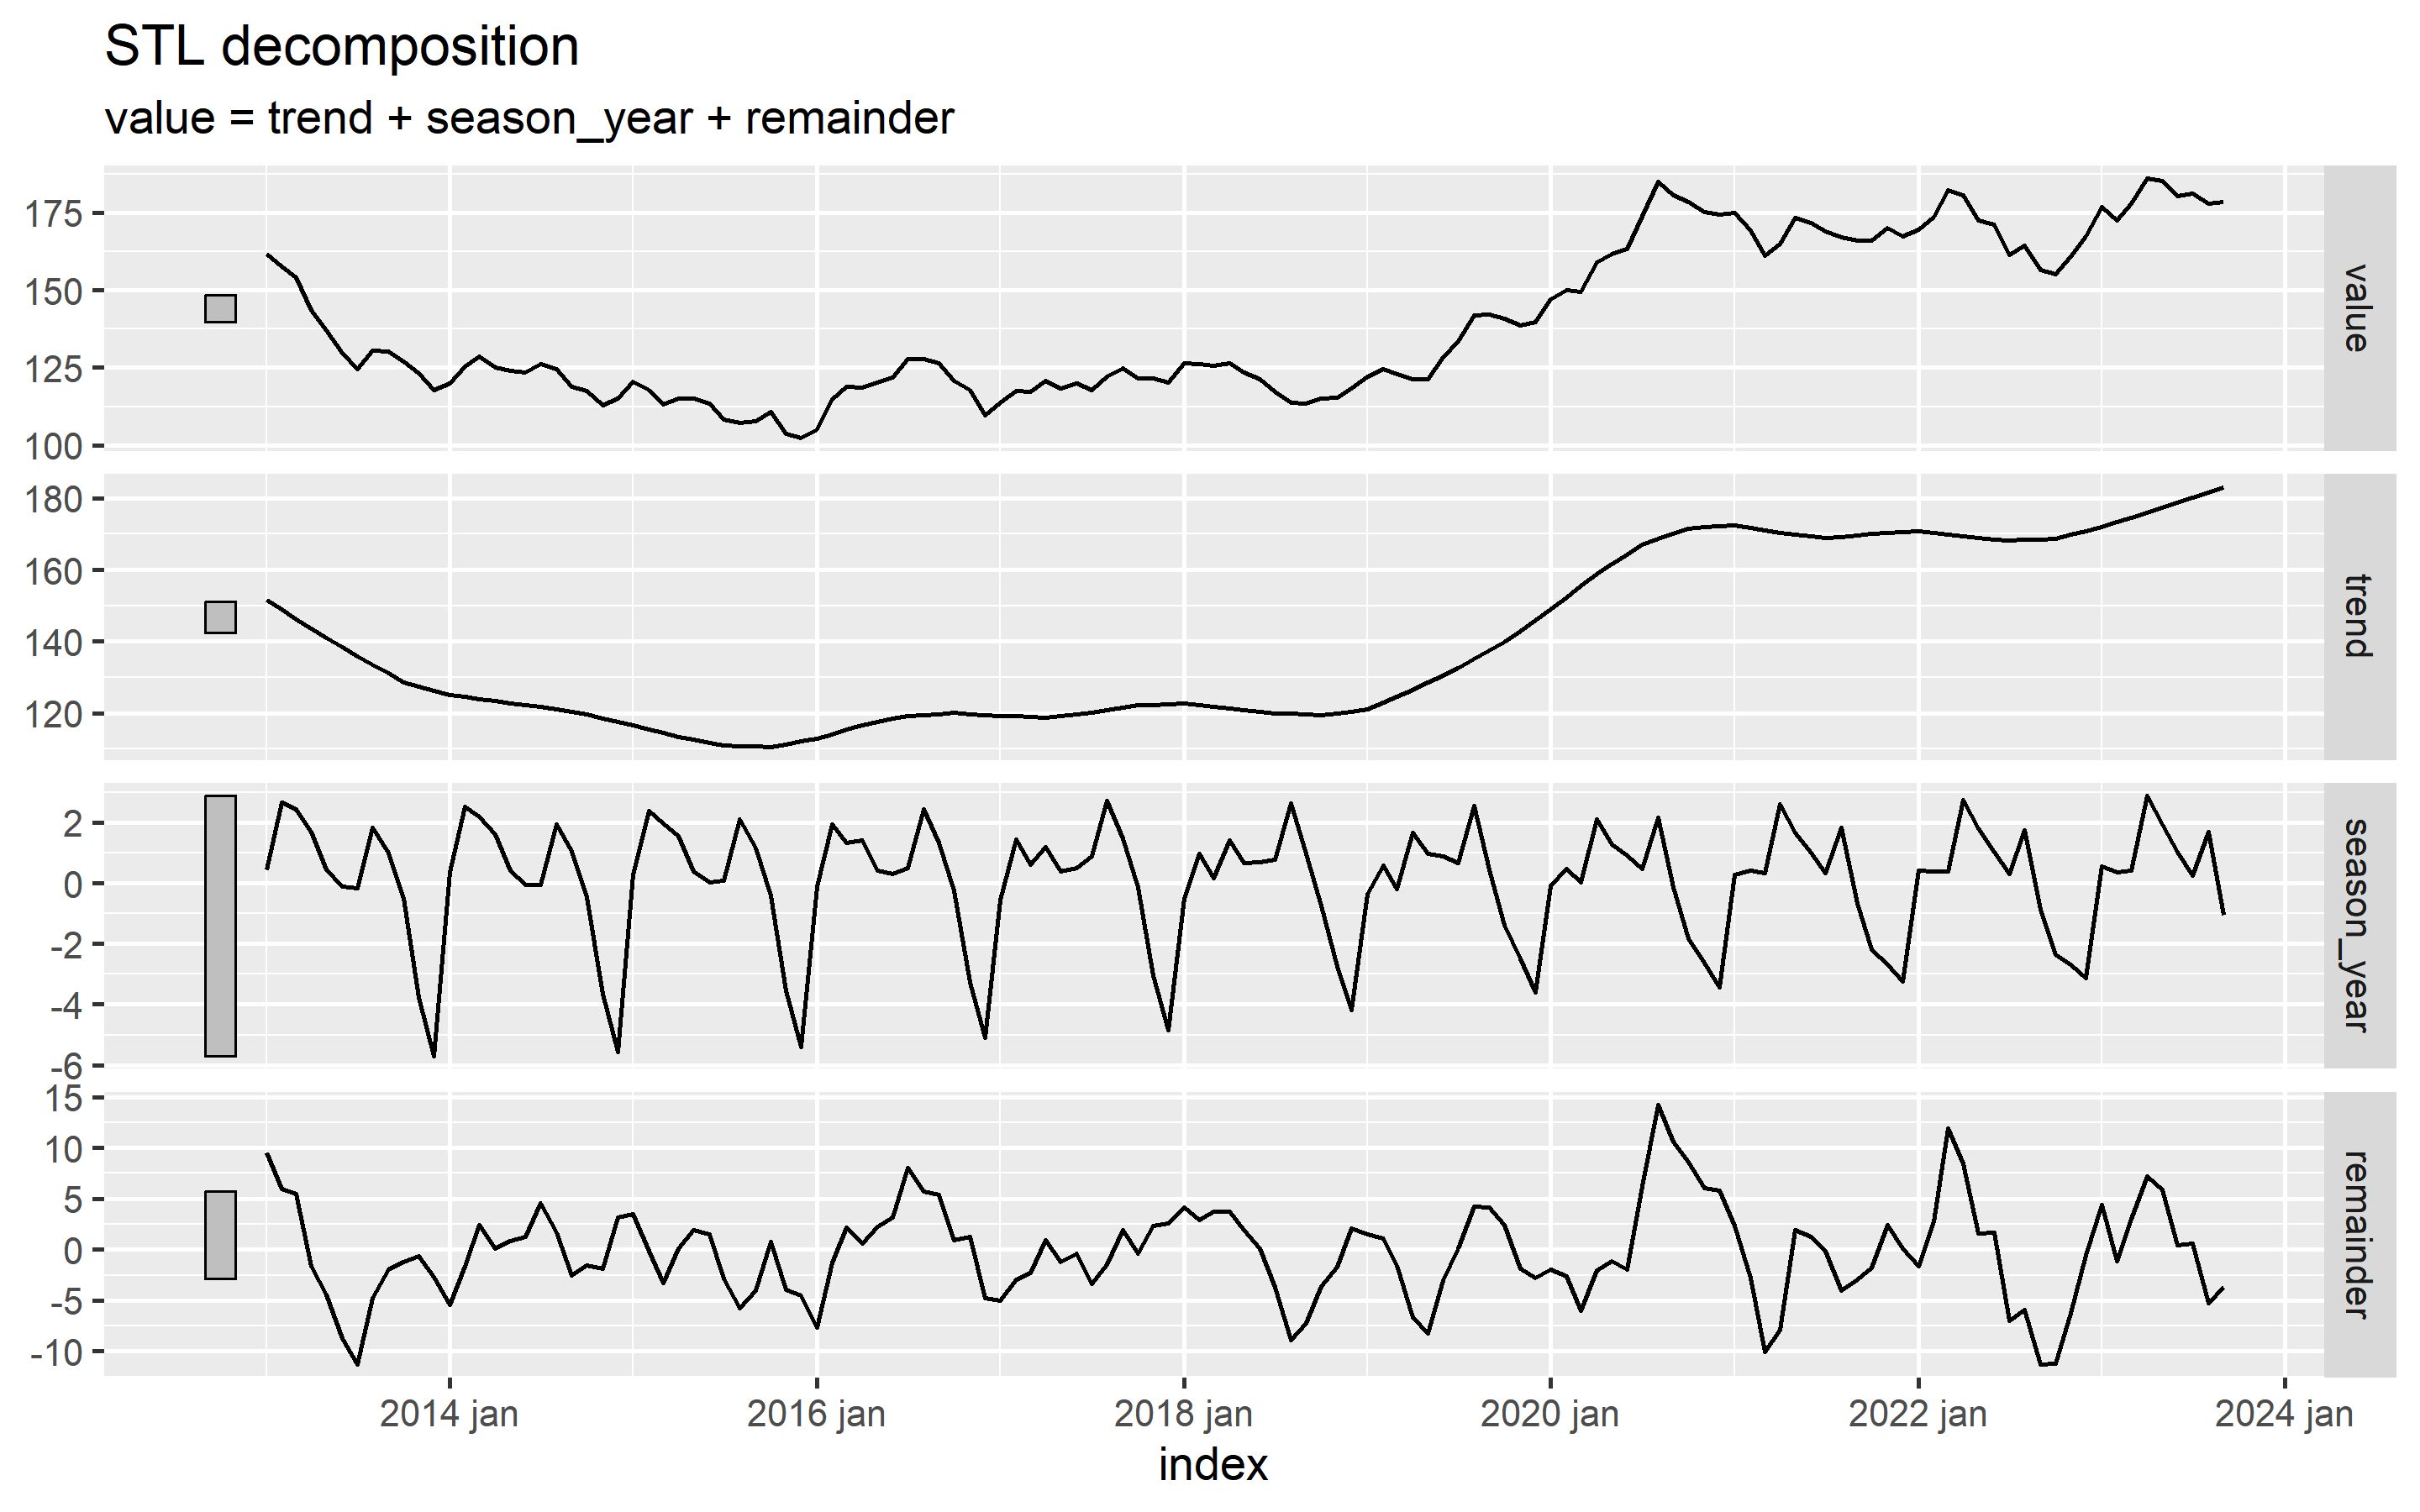 STL decomposition
value = trend + season_year + remainder
175
150
125
100
value
180
160
140
120
trend
2
0
-2
-4
-6
season_year
15
10
5
0
-5
-10
remainder
2014 jan
2016 jan
2018 jan
2020 jan
2022 jan
2024 jan
index